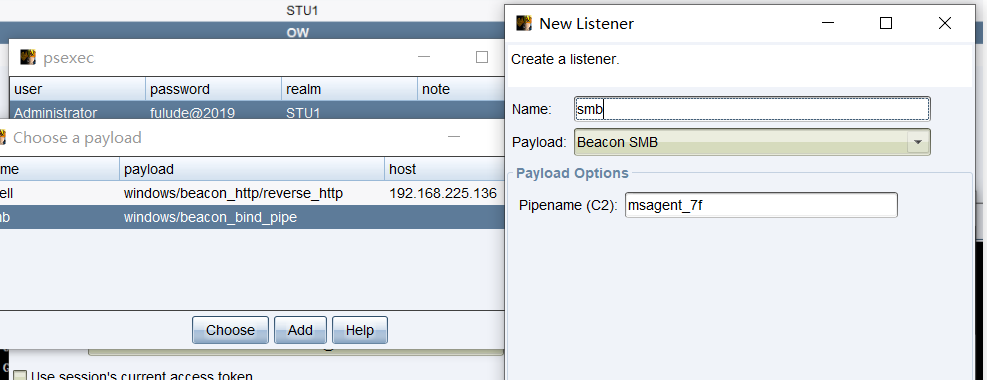 STU1
OW
psexec
user password realm note
Administrator fulude@2019 STU1
Choose a payload
me payload host
ell windows/beacon_http/reverse_http 192.168.225.136
nb windows/beacon_bind_pipe
Choose Add Help
Use session's current access token
New Listener
Create a listener.
Name: smb
Payload: Beacon SMB
Payload Options
Pipename (C2): msagent_7f